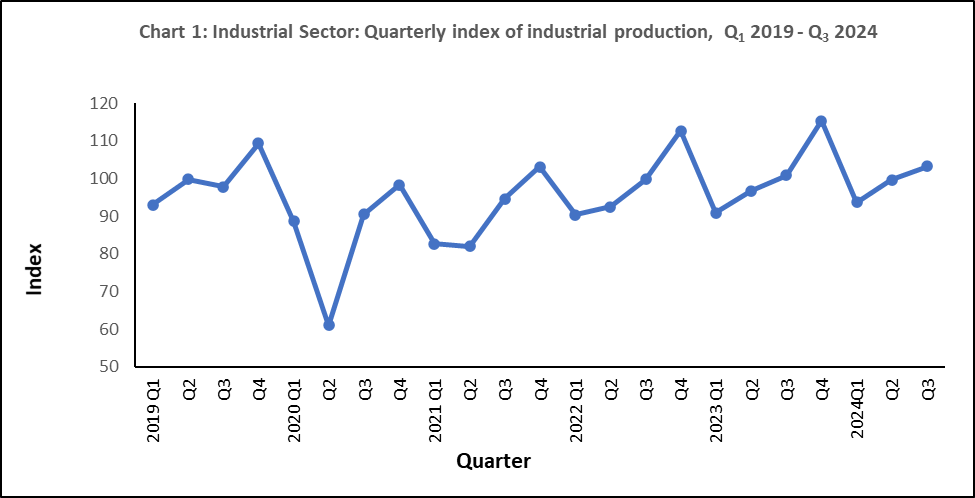 Chart 1: Industrial Sector: Quarterly index of industrial production, Q1 2019 - Q3 2024
120
110
100
90
80
70
60
50
Index
2019 Q1
Q2
Q3
Q4
2020 Q1
Q2
Q3
Q4
2021 Q1
Q2
Q3
Q4
2022 Q1
Q2
Q3
Q4
2023 Q1
Q2
Q3
Q4
2024Q1
Q2
Q3
Quarter